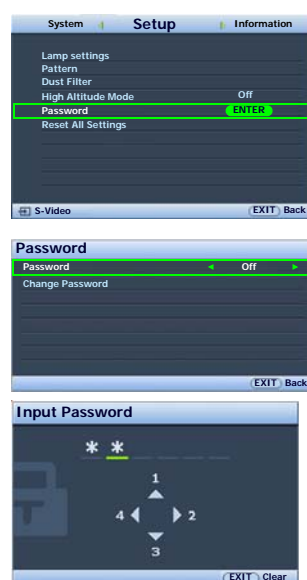 System Setup Information
Lamp settings
Pattern
Dust Filter
High Altitude Mode Off
Password ENTER
Reset All Settings
S-Video EXIT Back
Password
Password Off
Change Password
EXIT Back
Input Password
* *
1
4 2
3
EXIT Clear